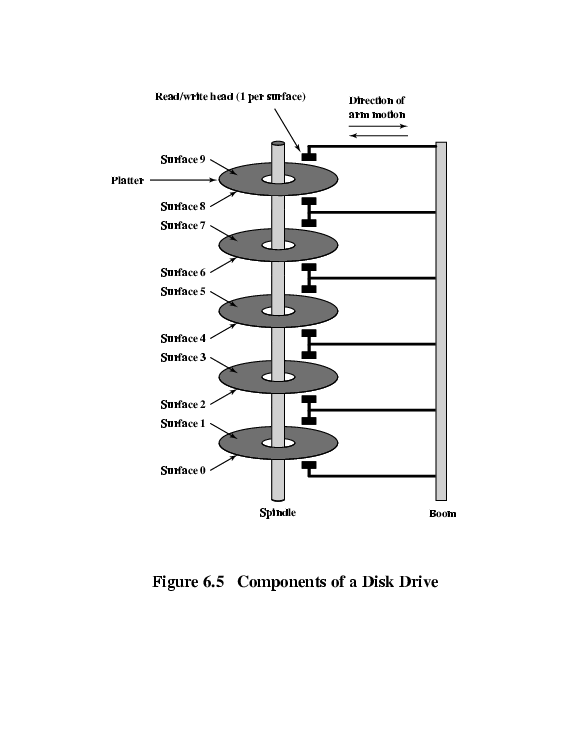 Read/write head (1 per surface)
Direction of
arm motion
Surface 9
Platter
Surface 8
Surface 7
Surface 6
Surface 5
Surface 4
Surface 3
Surface 2
Surface 1
Surface 0
Spindle
Boom
Figure 6.5 Components of a Disk Drive